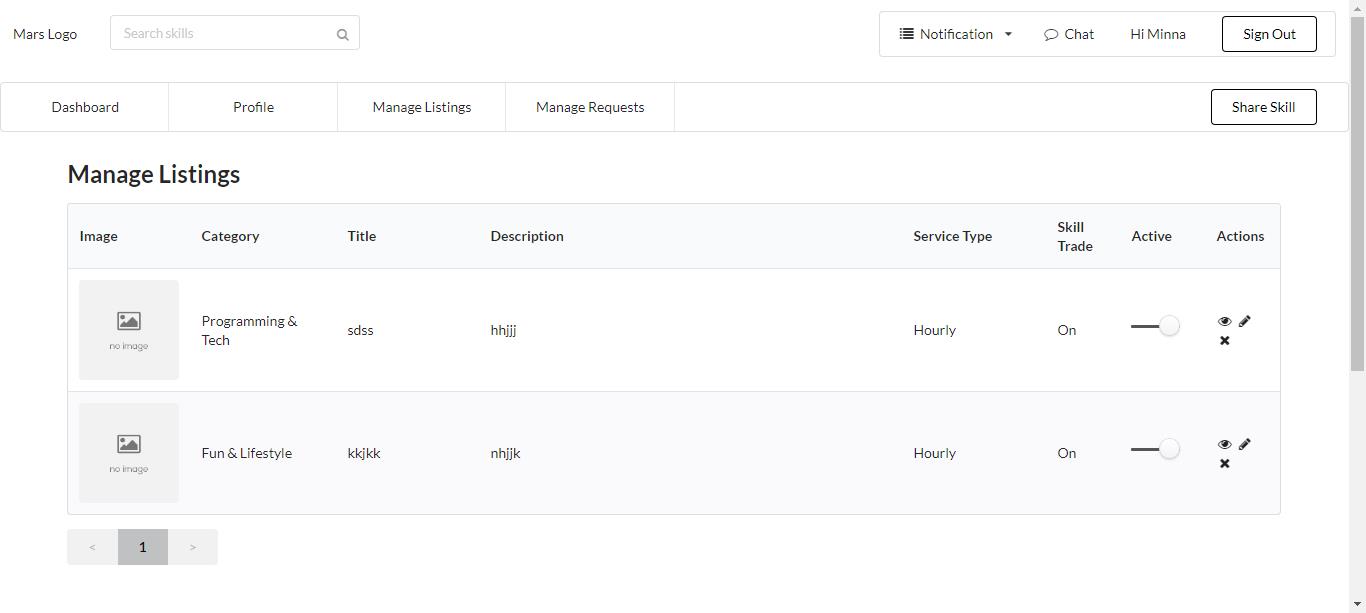 Mars Logo
Search skills
Notification
Chat
Hi Minna
Sign Out
Dashboard
Profile
Manage Listings
Manage Requests
Share Skill
Manage Listings
Image
Category
Title
Description
Service Type
Skill
Trade
Active
Actions
no image
Programming &
Tech
sdss
hhjjj
Hourly
On
no image
Fun & Lifestyle
kkjkk
nhjjk
Hourly
On
<
1
>